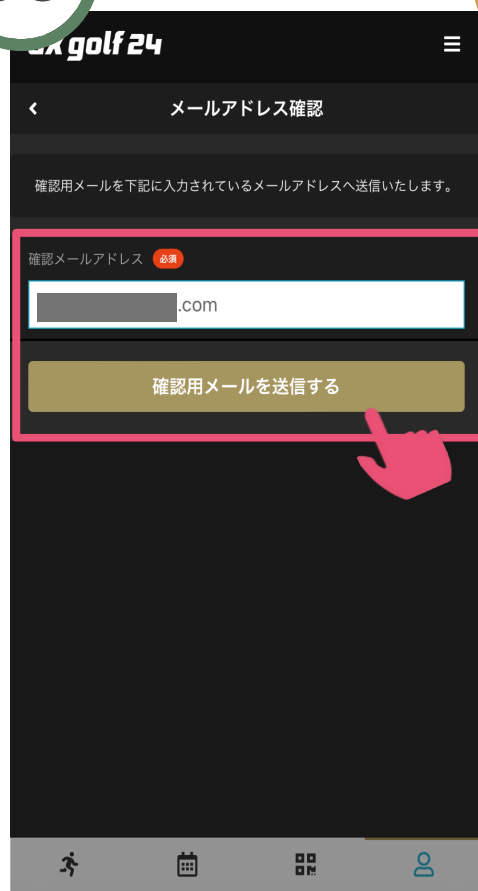 golf 24
メールアドレス確認
確認用メールを下記に入力されているメールアドレスへ送信いたします。
確認メールアドレス 必須
.com
確認用メールを送信する